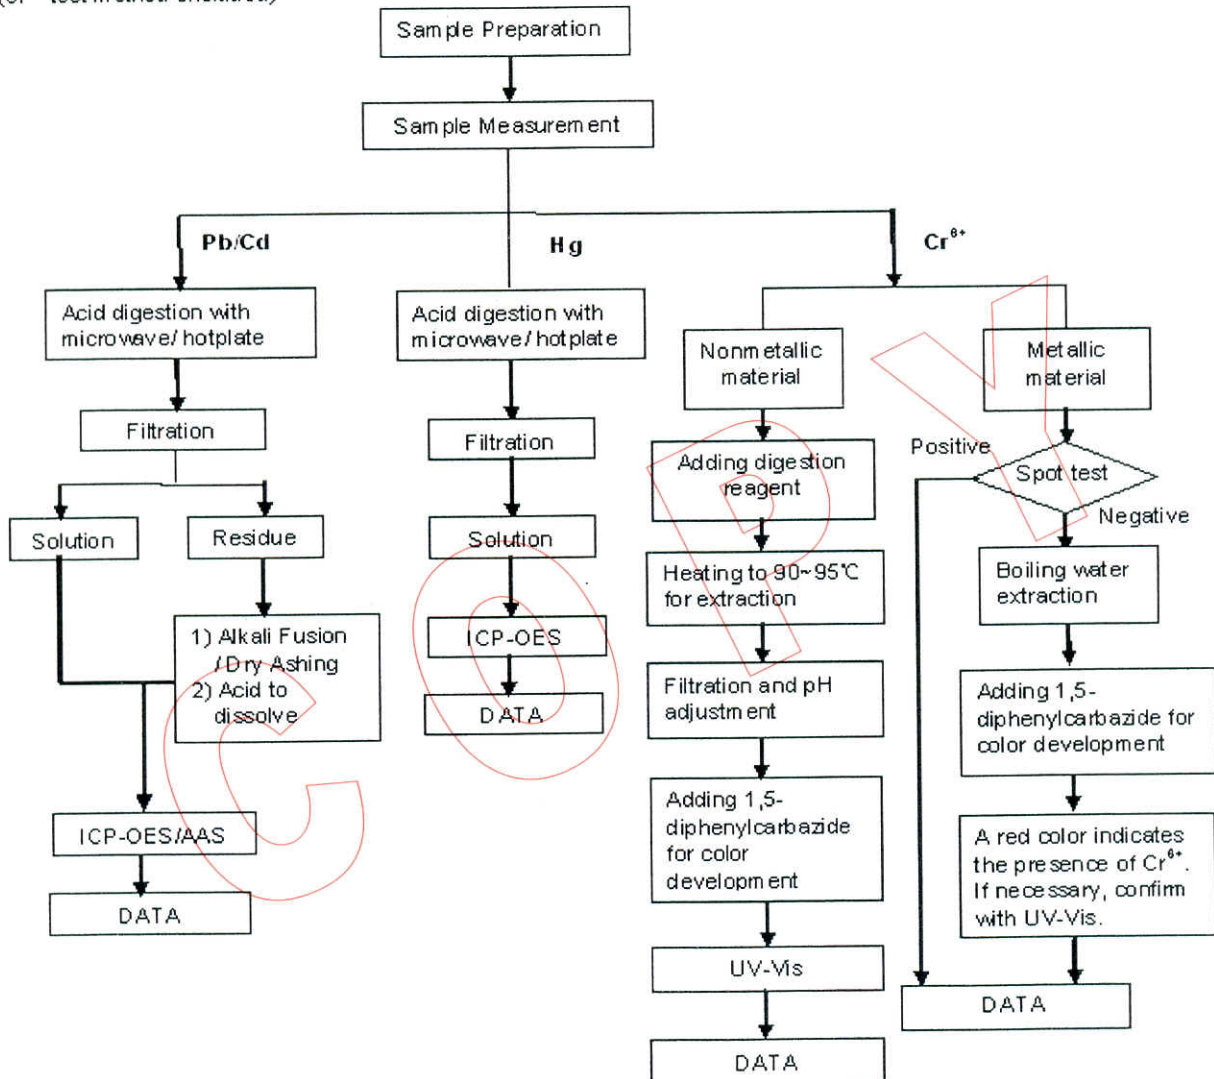 Sample Preparation
Sample Measurement
Pb/Cd
Hg
Cr⁶⁺
Acid digestion with
microwave/ hotplate
Filtration
Solution
Residue
1) Alkali Fusion
/ Dry Ashing
2) Acid to
dissolve
ICP-OES/AAS
DATA
Acid digestion with
microwave/ hotplate
Filtration
Solution
ICP-OES
DATA
Nonmetallic
material
Adding digestion
reagent
Heating to 90~95℃
for extraction
Filtration and pH
adjustment
Adding 1,5-
diphenylcarbazide
for color
development
UV-Vis
DATA
Metallic
material
Positive
Spot test
Negative
Boiling water
extraction
Adding 1,5-
diphenylcarbazide for
color development
A red color indicates
the presence of Cr⁶⁺.
If necessary, confirm
with UV-Vis.
DATA
COPY